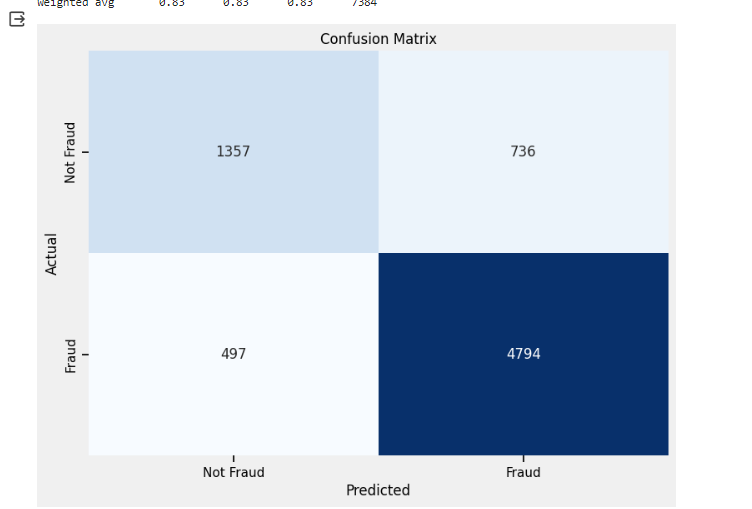 weighted avg 0.83 0.83 0.83 7384
Confusion Matrix
Not Fraud
1357 736
Actual
Fraud
497 4794
Not Fraud Fraud
Predicted